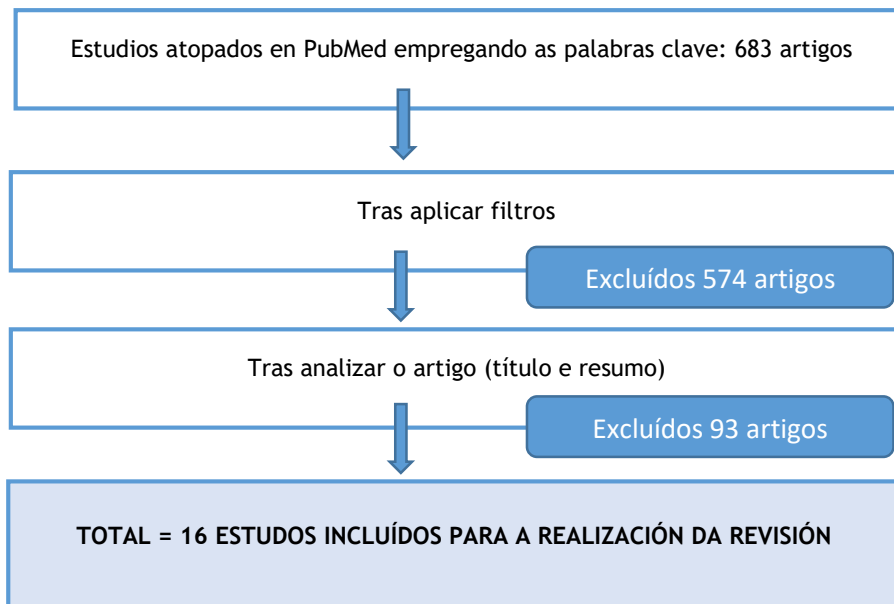 Estudios atopados en PubMed empregando as palabras clave: 683 artigos
Tras aplicar filtros
Excluídos 574 artigos
Tras analizar o artigo (título e resumo)
Excluídos 93 artigos
TOTAL = 16 ESTUDOS INCLUÍDOS PARA A REALIZACIÓN DA REVISIÓN